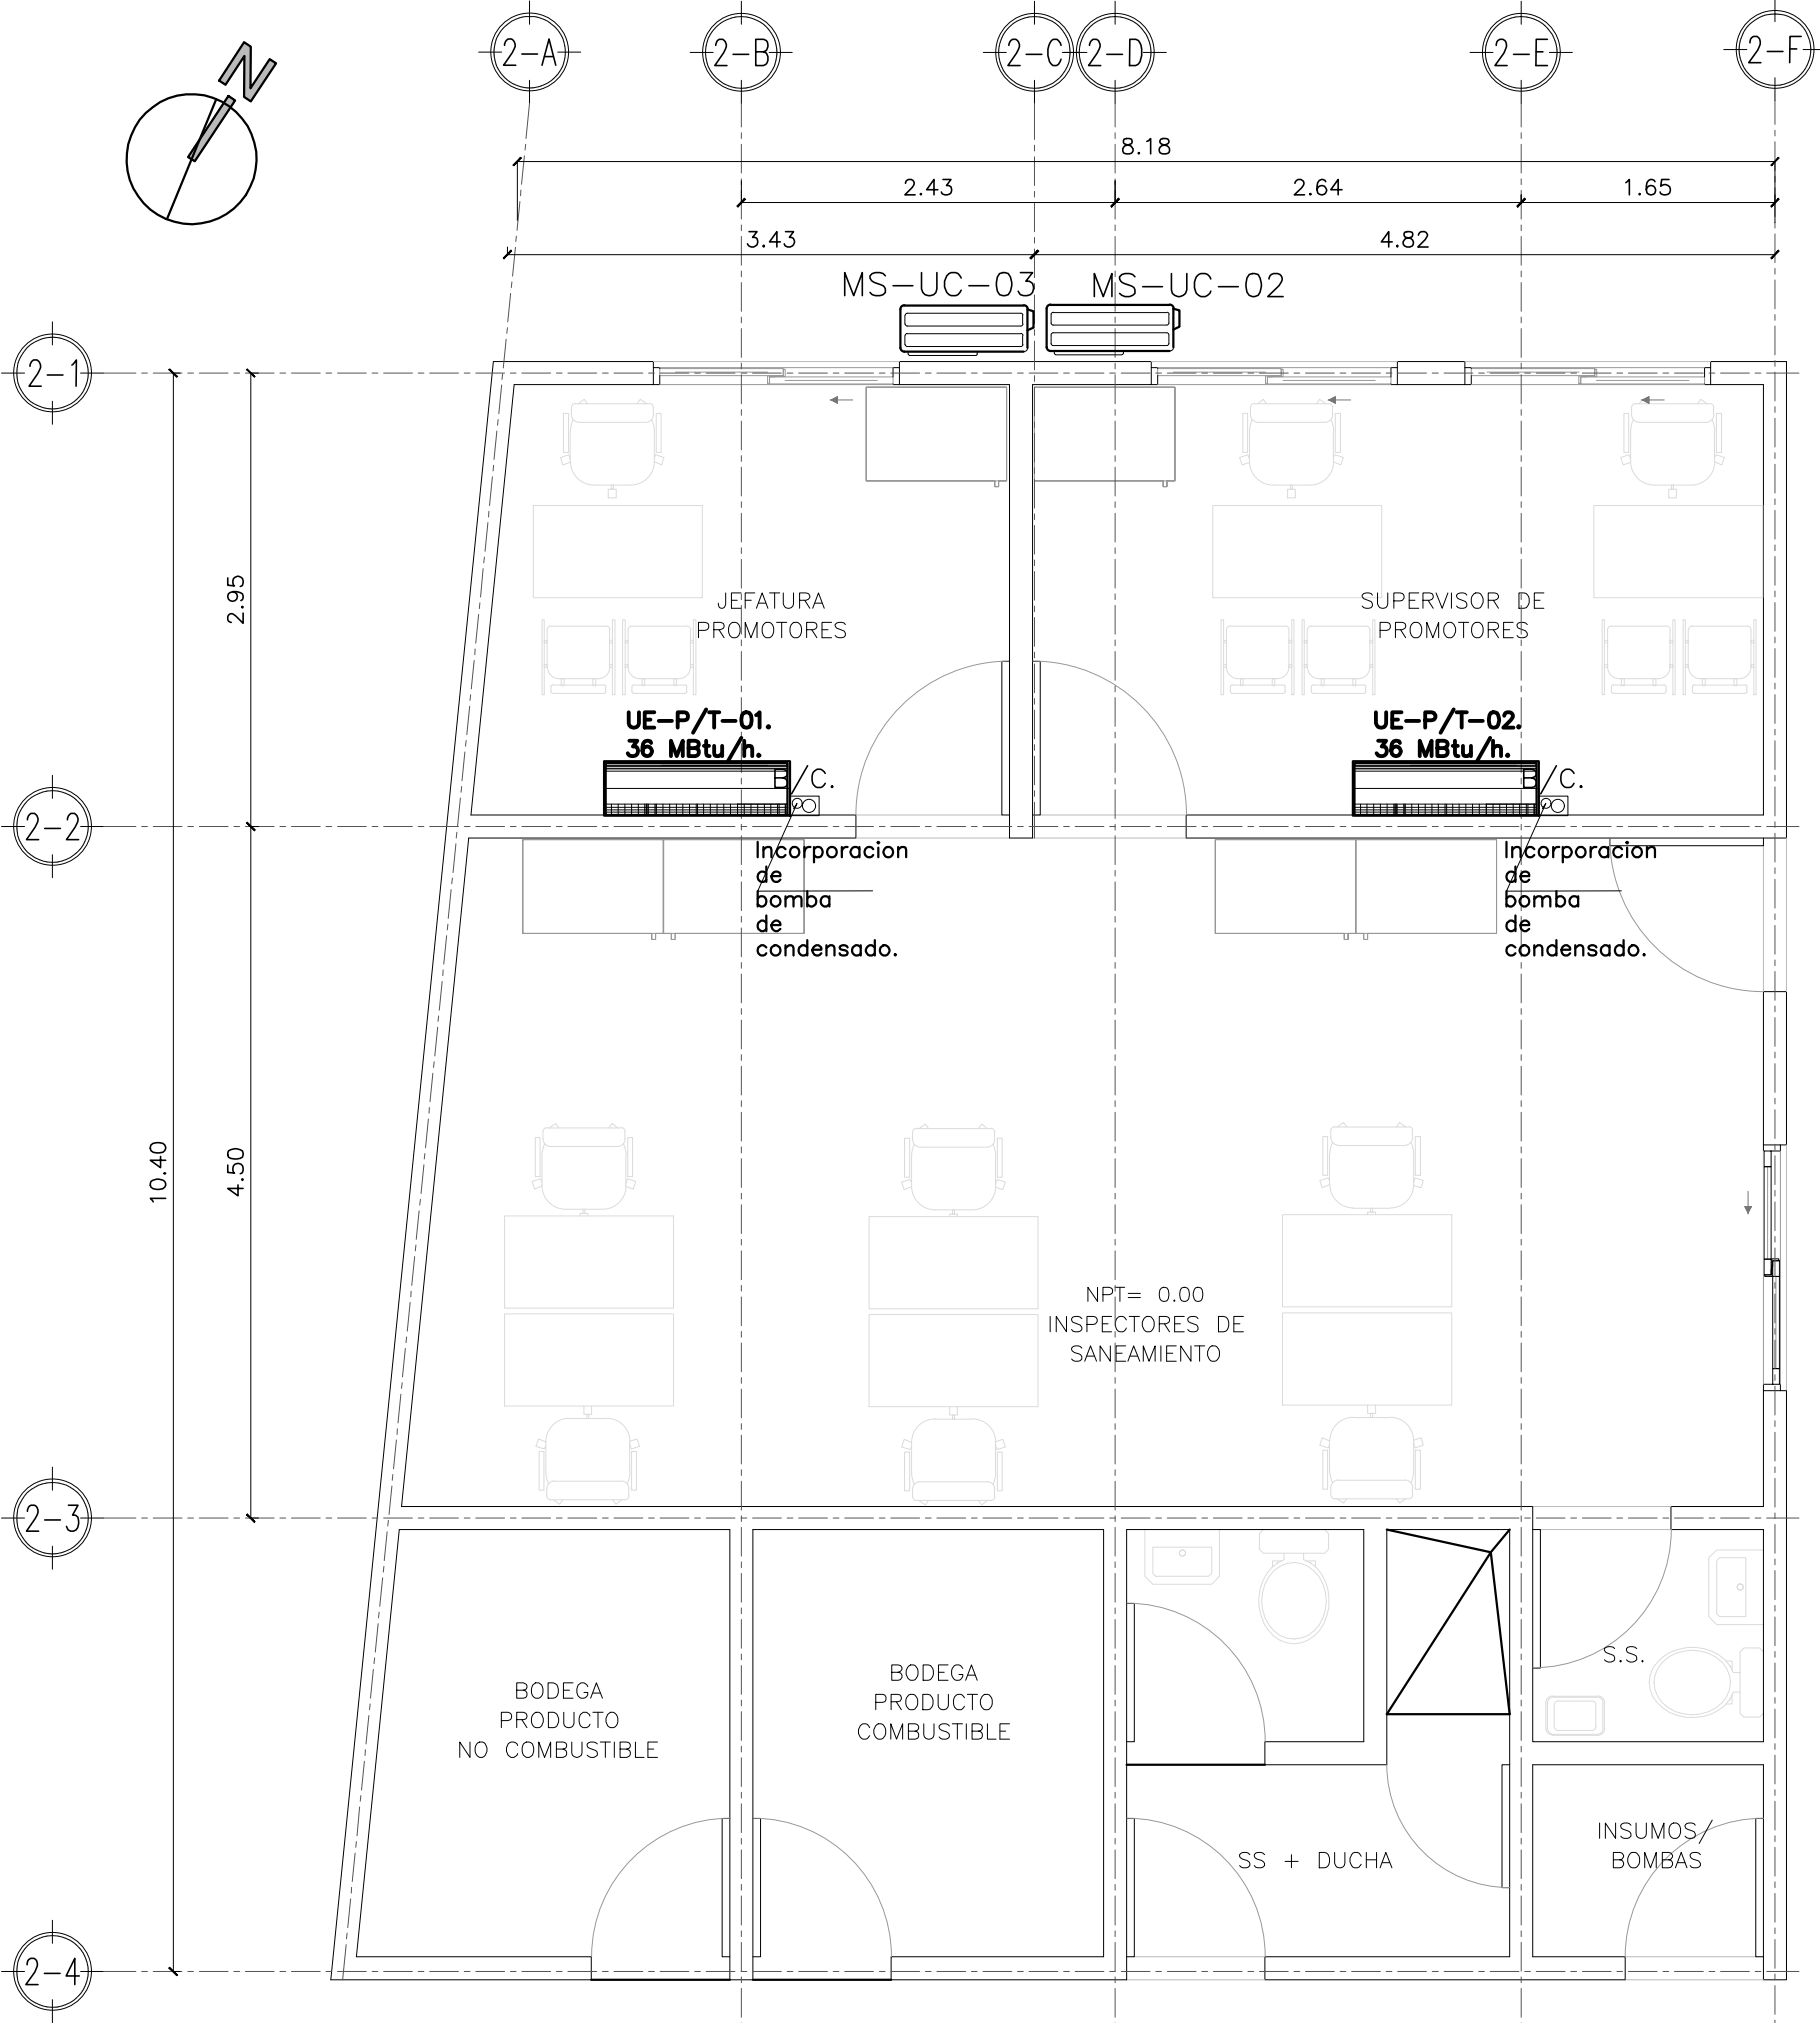 N
2-A
2-B
2-C
2-D
2-E
2-F
8.18
2.43
2.64
1.65
3.43
4.82
MS-UC-03
MS-UC-02
2-1
2.95
JEFATURA
PROMOTORES
SUPERVISOR DE
PROMOTORES
UE-P/T-01.
36 MBtu/h.
/C.
UE-P/T-02.
36 MBtu/h.
/C.
2-2
Incorporacion
de
bomba
de
condensado.
Incorporacion
de
bomba
de
condensado.
10.40
4.50
NPT= 0.00
INSPECTORES DE
SANEAMIENTO
2-3
BODEGA
PRODUCTO
NO COMBUSTIBLE
BODEGA
PRODUCTO
COMBUSTIBLE
S.S.
SS + DUCHA
INSUMOS/
BOMBAS
2-4